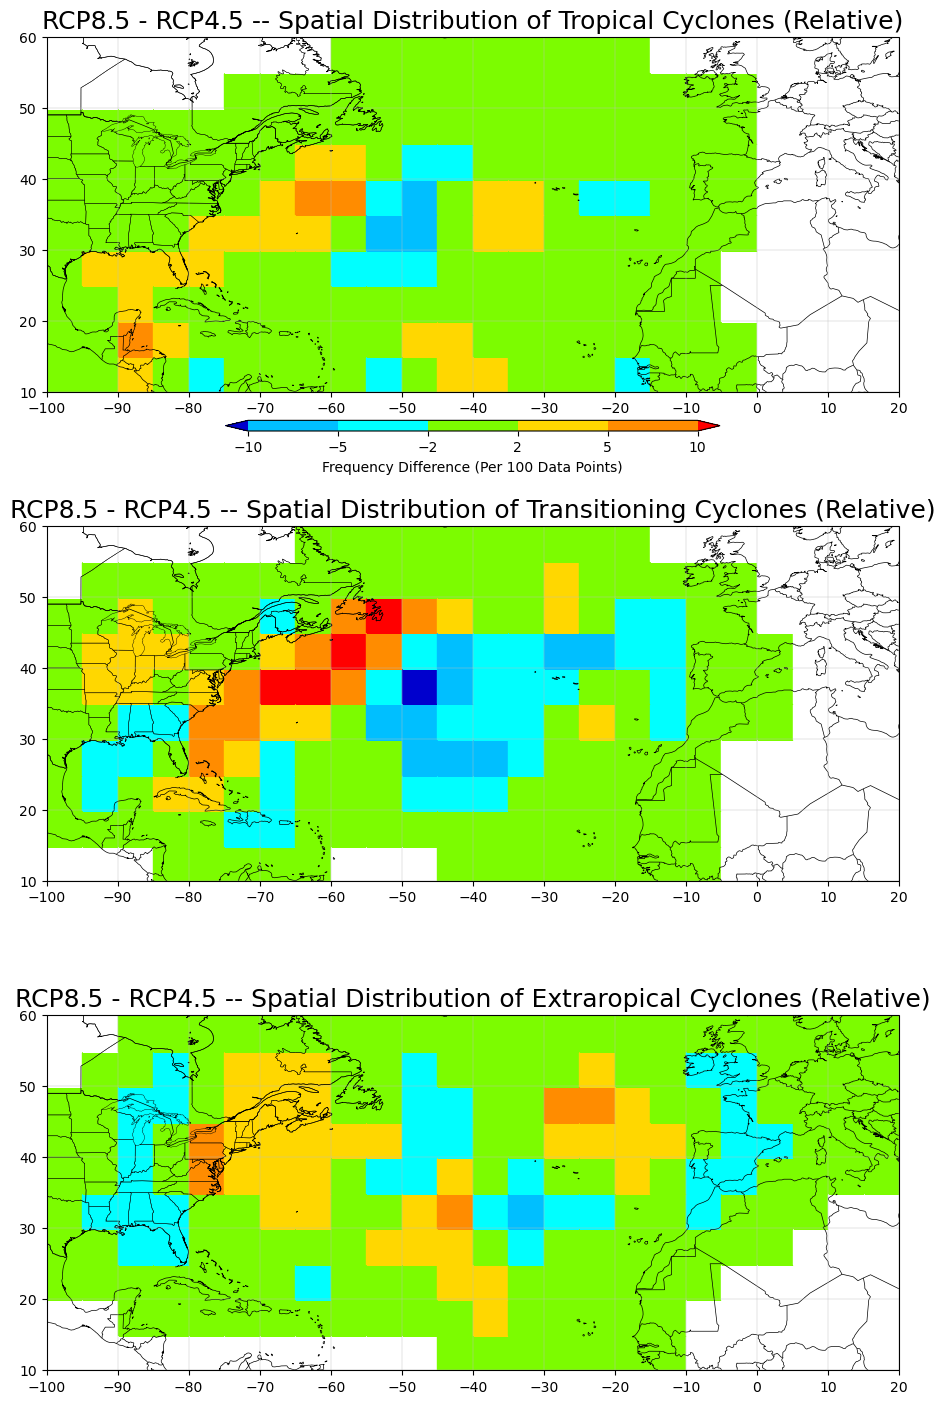 RCP8.5 - RCP4.5 -- Spatial Distribution of Tropical Cyclones (Relative)
60
50
40
30
20
10
−100 −90 −80 −70 −60 −50 −40 −30 −20 −10 0 10 20
−10 −5 −2 2 5 10
Frequency Difference (Per 100 Data Points)
RCP8.5 - RCP4.5 -- Spatial Distribution of Transitioning Cyclones (Relative)
60
50
40
30
20
10
−100 −90 −80 −70 −60 −50 −40 −30 −20 −10 0 10 20
RCP8.5 - RCP4.5 -- Spatial Distribution of Extraropical Cyclones (Relative)
60
50
40
30
20
10
−100 −90 −80 −70 −60 −50 −40 −30 −20 −10 0 10 20